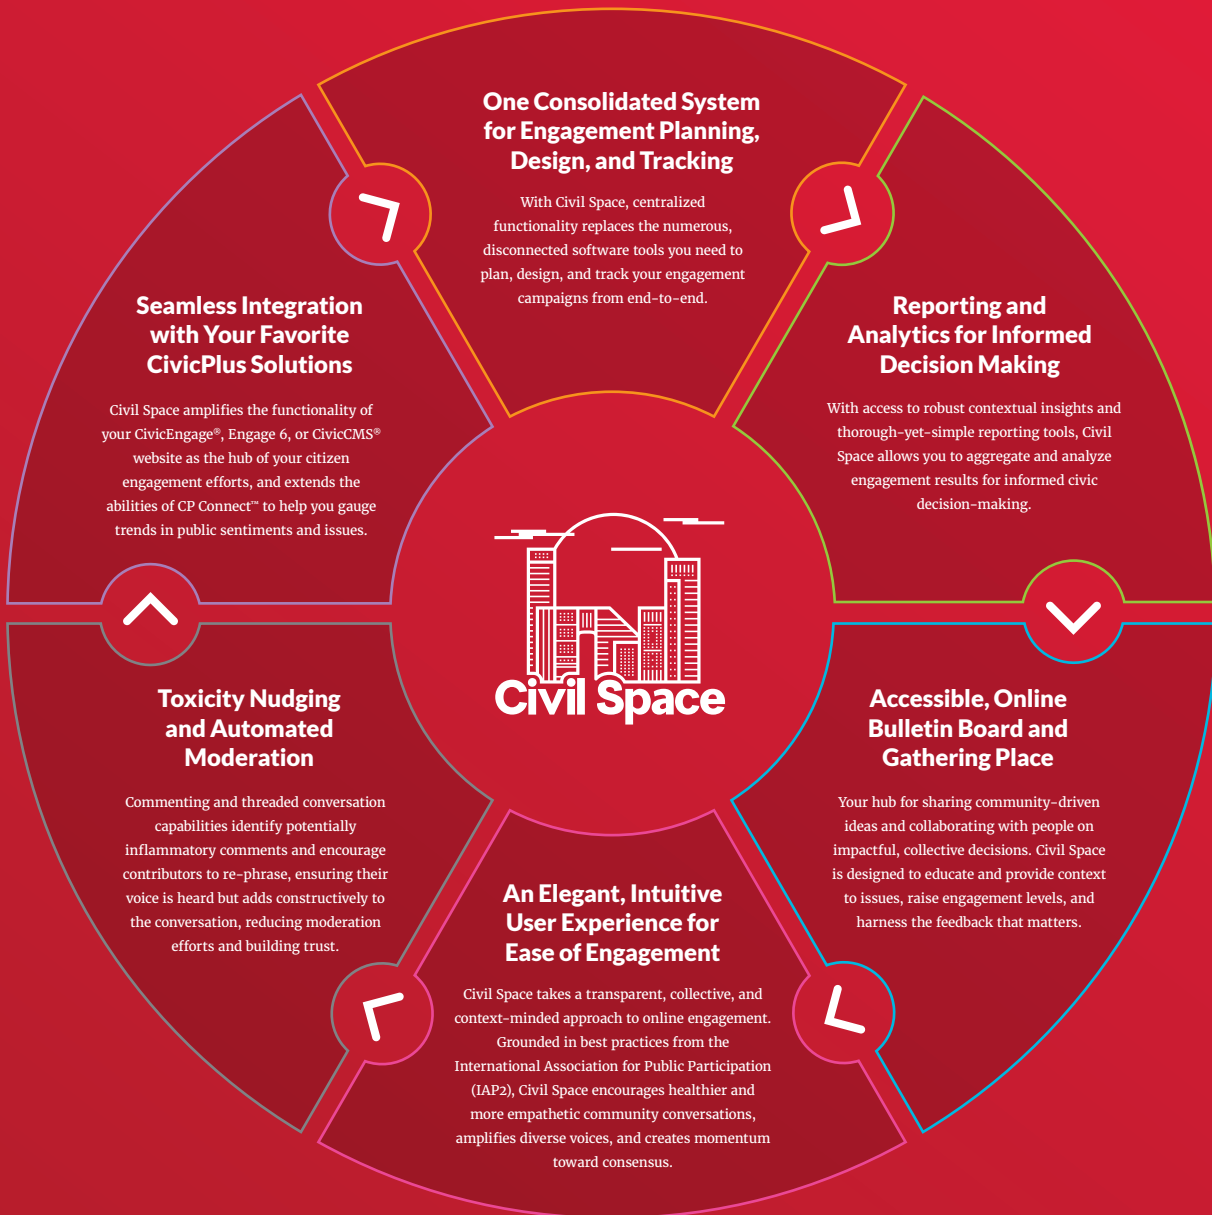 One Consolidated System
for Engagement Planning,
Design, and Tracking
With Civil Space, centralized
functionality replaces the numerous,
disconnected software tools you need to
plan, design, and track your engagement
campaigns from end-to-end.
Reporting and
Analytics for Informed
Decision Making
With access to robust contextual insights and
thorough-yet-simple reporting tools, Civil
Space allows you to aggregate and analyze
engagement results for informed civic
decision-making.
Accessible, Online
Bulletin Board and
Gathering Place
Your hub for sharing community-driven
ideas and collaborating with people on
impactful, collective decisions. Civil Space
is designed to educate and provide context
to issues, raise engagement levels, and
harness the feedback that matters.
An Elegant, Intuitive
User Experience for
Ease of Engagement
Civil Space takes a transparent, collective, and
context-minded approach to online engagement.
Grounded in best practices from the
International Association for Public Participation
(IAP2), Civil Space encourages healthier and
more empathetic community conversations,
amplifies diverse voices, and creates momentum
toward consensus.
Toxicity Nudging
and Automated
Moderation
Commenting and threaded conversation
capabilities identify potentially
inflammatory comments and encourage
contributors to re-phrase, ensuring their
voice is heard but adds constructively to
the conversation, reducing moderation
efforts and building trust.
Seamless Integration
with Your Favorite
CivicPlus Solutions
Civil Space amplifies the functionality of
your CivicEngage®, Engage 6, or CivicCMS®
website as the hub of your citizen
engagement efforts, and extends the
abilities of CP Connect™ to help you gauge
trends in public sentiments and issues.
Civil Space